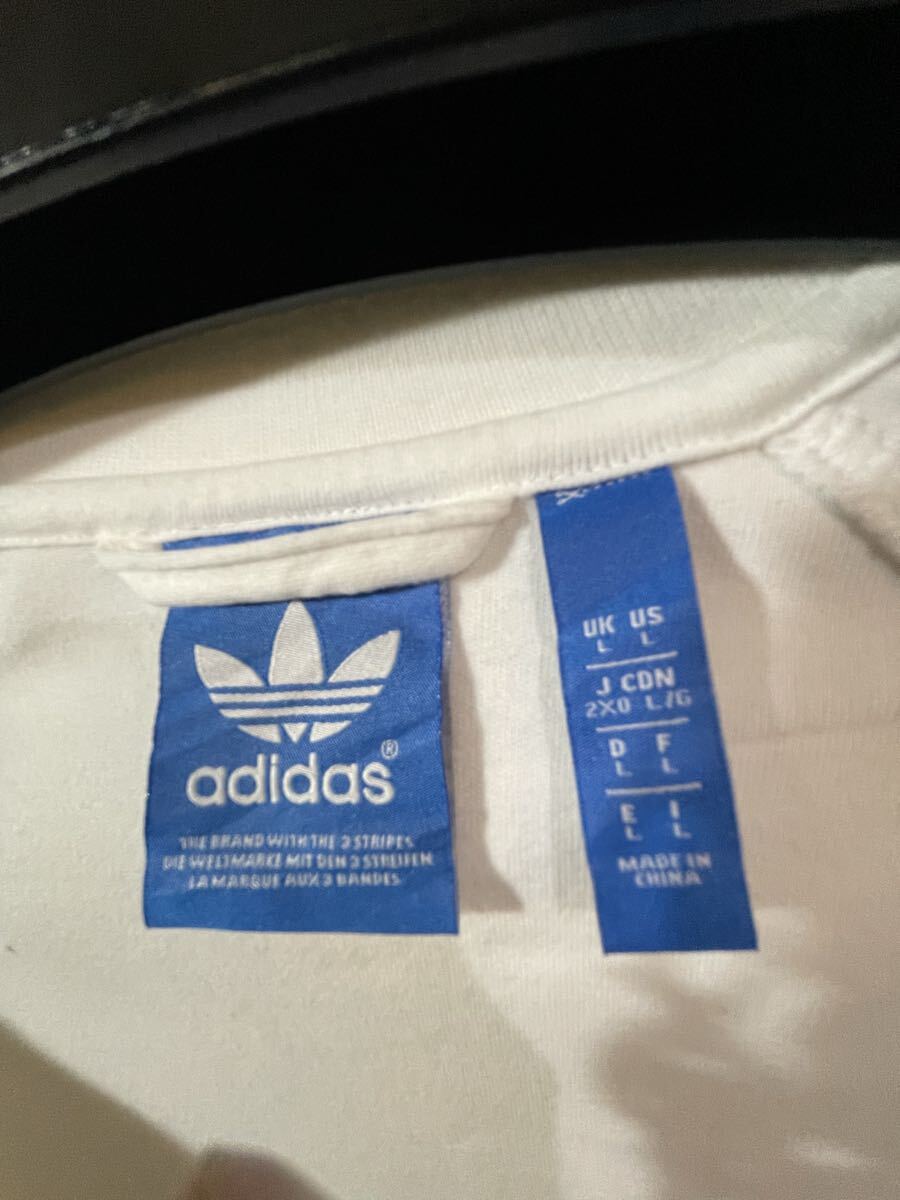 adidas®
THE BRAND WITH THE 3 STRIPES
DIE WELTMARKE MIT DEN 3 STREIFEN
LA MARQUE AUX 3 BANDES
UK US
L L
J CDN
2XO L/G
D F
L L
E I
L L
MADE IN
CHINA